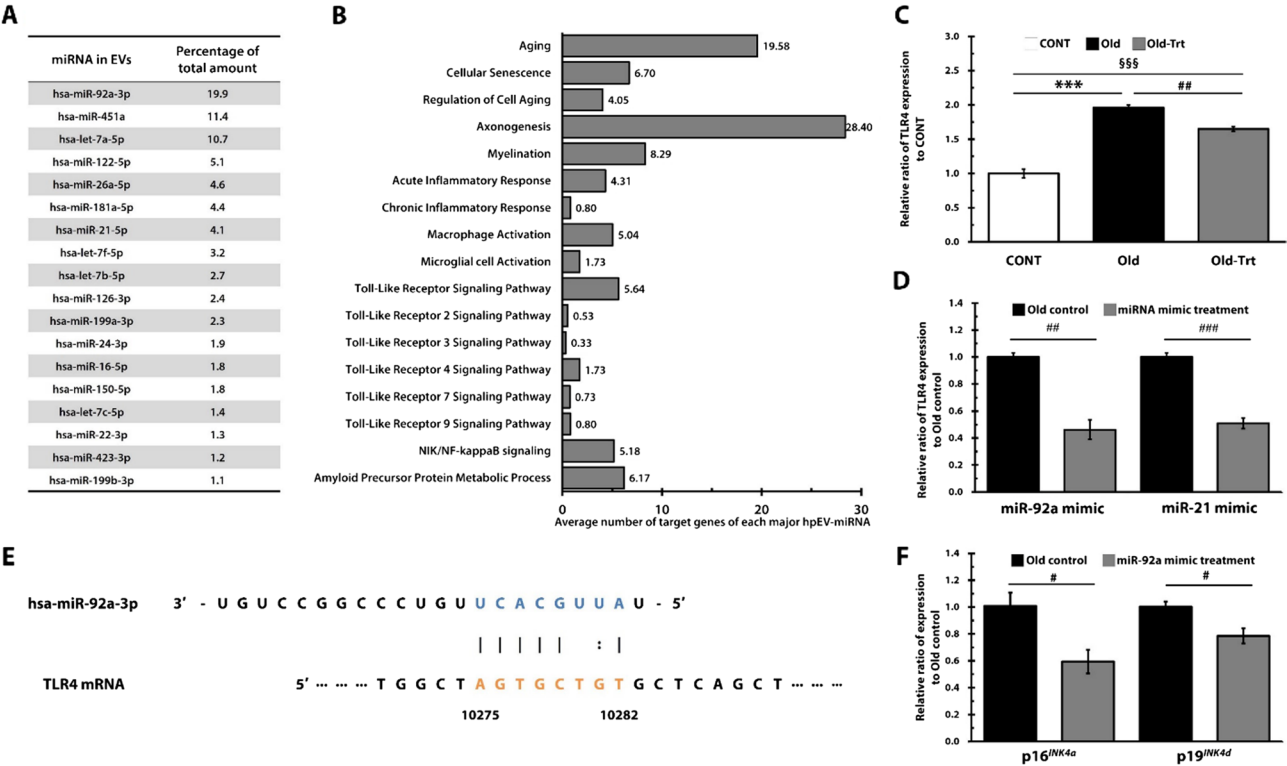 A
miRNA in EVs Percentage of
total amount
hsa-miR-92a-3p 19.9
hsa-miR-451a 11.4
hsa-let-7a-5p 10.7
hsa-miR-122-5p 5.1
hsa-miR-26a-5p 4.6
hsa-miR-181a-5p 4.4
hsa-miR-21-5p 4.1
hsa-let-7f-5p 3.2
hsa-let-7b-5p 2.7
hsa-miR-126-3p 2.4
hsa-miR-199a-3p 2.3
hsa-miR-24-3p 1.9
hsa-miR-16-5p 1.8
hsa-miR-150-5p 1.8
hsa-let-7c-5p 1.4
hsa-miR-22-3p 1.3
hsa-miR-423-3p 1.2
hsa-miR-199b-3p 1.1
B
Aging 19.58
Cellular Senescence 6.70
Regulation of Cell Aging 4.05
Axonogenesis 28.40
Myelination 8.29
Acute Inflammatory Response 4.31
Chronic Inflammatory Response 0.80
Macrophage Activation 5.04
Microglial cell Activation 1.73
Toll-Like Receptor Signaling Pathway 5.64
Toll-Like Receptor 2 Signaling Pathway 0.53
Toll-Like Receptor 3 Signaling Pathway 0.33
Toll-Like Receptor 4 Signaling Pathway 1.73
Toll-Like Receptor 7 Signaling Pathway 0.73
Toll-Like Receptor 9 Signaling Pathway 0.80
NIK/NF-kappaB signaling 5.18
Amyloid Precursor Protein Metabolic Process 6.17
0 10 20 30
Average number of target genes of each major hpEV-miRNA
C
Relative ratio of TLR4 expression
to CONT
3.0
2.5
2.0
1.5
1.0
0.5
0.0
CONT Old Old-Trt
§§§
*** ##
CONT Old Old-Trt
D
Relative ratio of TLR4 expression
to Old control
1.4
1.2
1.0
0.8
0.6
0.4
0.2
0.0
Old control miRNA mimic treatment
## ###
miR-92a mimic miR-21 mimic
E
hsa-miR-92a-3p 3′ - U G U C C G G C C C U G U U C A C G U U A U - 5′
| | | | | : |
TLR4 mRNA 5′ ··· ··· ··· T G G C T A G T G C T G T G C T C A G C T ··· ···
10275 10282
F
Relative ratio of expression
to Old control
1.4
1.2
1.0
0.8
0.6
0.4
0.2
0.0
Old control miR-92a mimic treatment
# #
p16INK4a p19INK4d